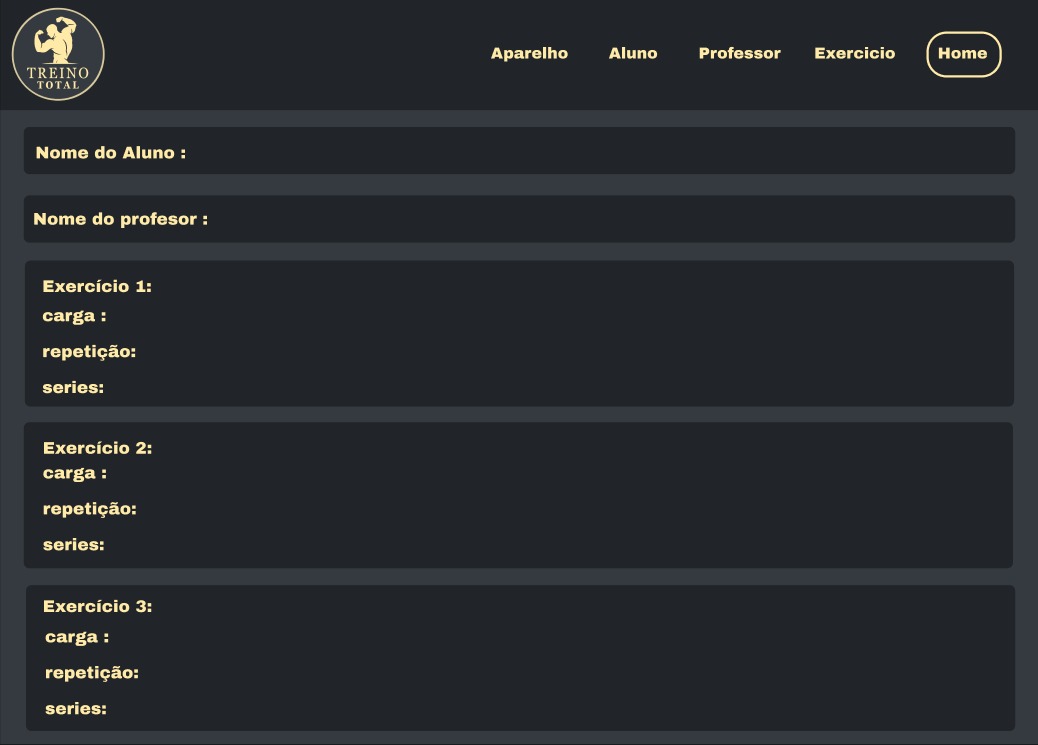 TREINO
TOTAL
Aparelho Aluno Professor Exercicio Home
Nome do Aluno :
Nome do profesor :
Exercício 1:
carga :
repetição:
series:
Exercício 2:
carga :
repetição:
series:
Exercício 3:
carga :
repetição:
series: